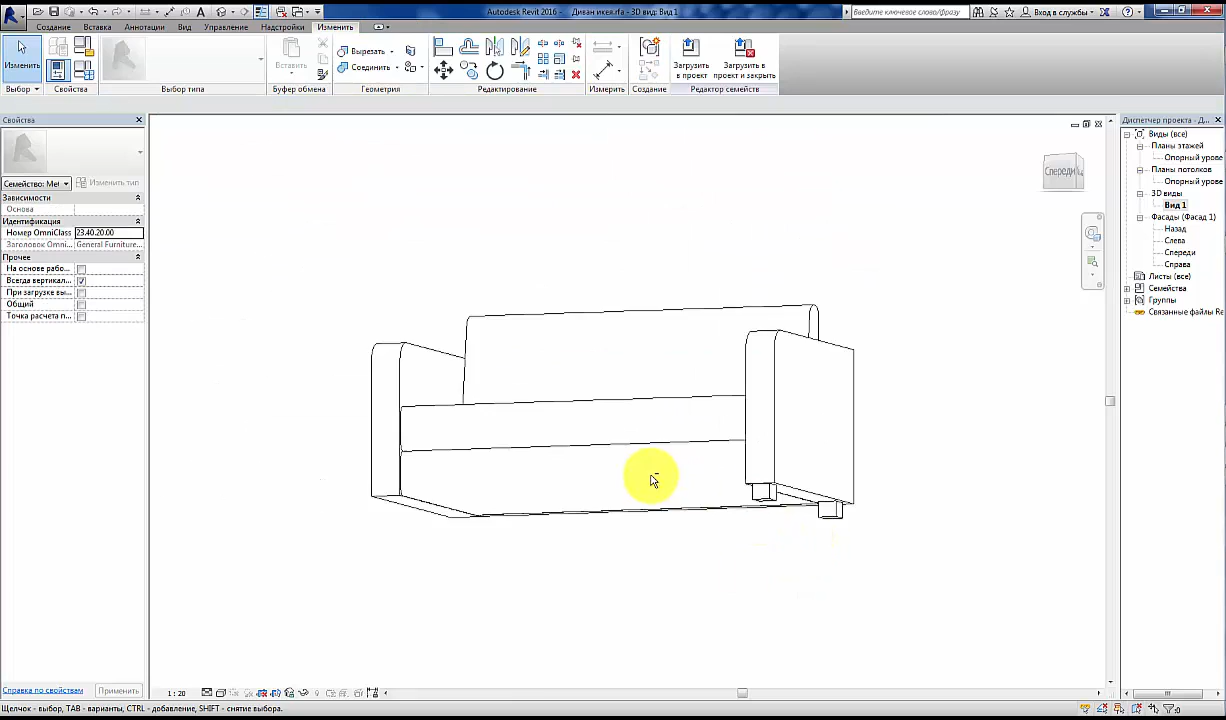 Autodesk Revit 2016 - Диван икея.rfa - 3D вид: Вид 1
Введите ключевое слово/фразу
Вход в службы
Создание Вставка Аннотации Вид Управление Надстройки Изменить
Изменить
Вставить
Вырезать
Соединить
Загрузить в проект
Загрузить в проект и закрыть
Выбор Свойства Выбор типа Буфер обмена Геометрия Редактирование Измерить Создание Редактор семейств
Свойства
Семейство: Mel
Изменить тип
Зависимости
Основа
Идентификация
Номер OmniClass 23.40.20.00
Заголовок Omni... General Furniture...
Прочее
На основе рабо...
Всегда вертикал...
При загрузке вы...
Общий
Точка расчета п...
Справка по свойствам
Применить
Спереди
Диспетчер проекта - Д...
Виды (все)
Планы этажей
Опорный урове
Планы потолков
Опорный урове
3D виды
Вид 1
Фасады (Фасад 1)
Назад
Слева
Спереди
Справа
Листы (все)
Семейства
Группы
Связанные файлы Re
1 : 20
Щелчок - выбор, TAB - варианты, CTRL - добавление, SHIFT - снятие выбора.
:0